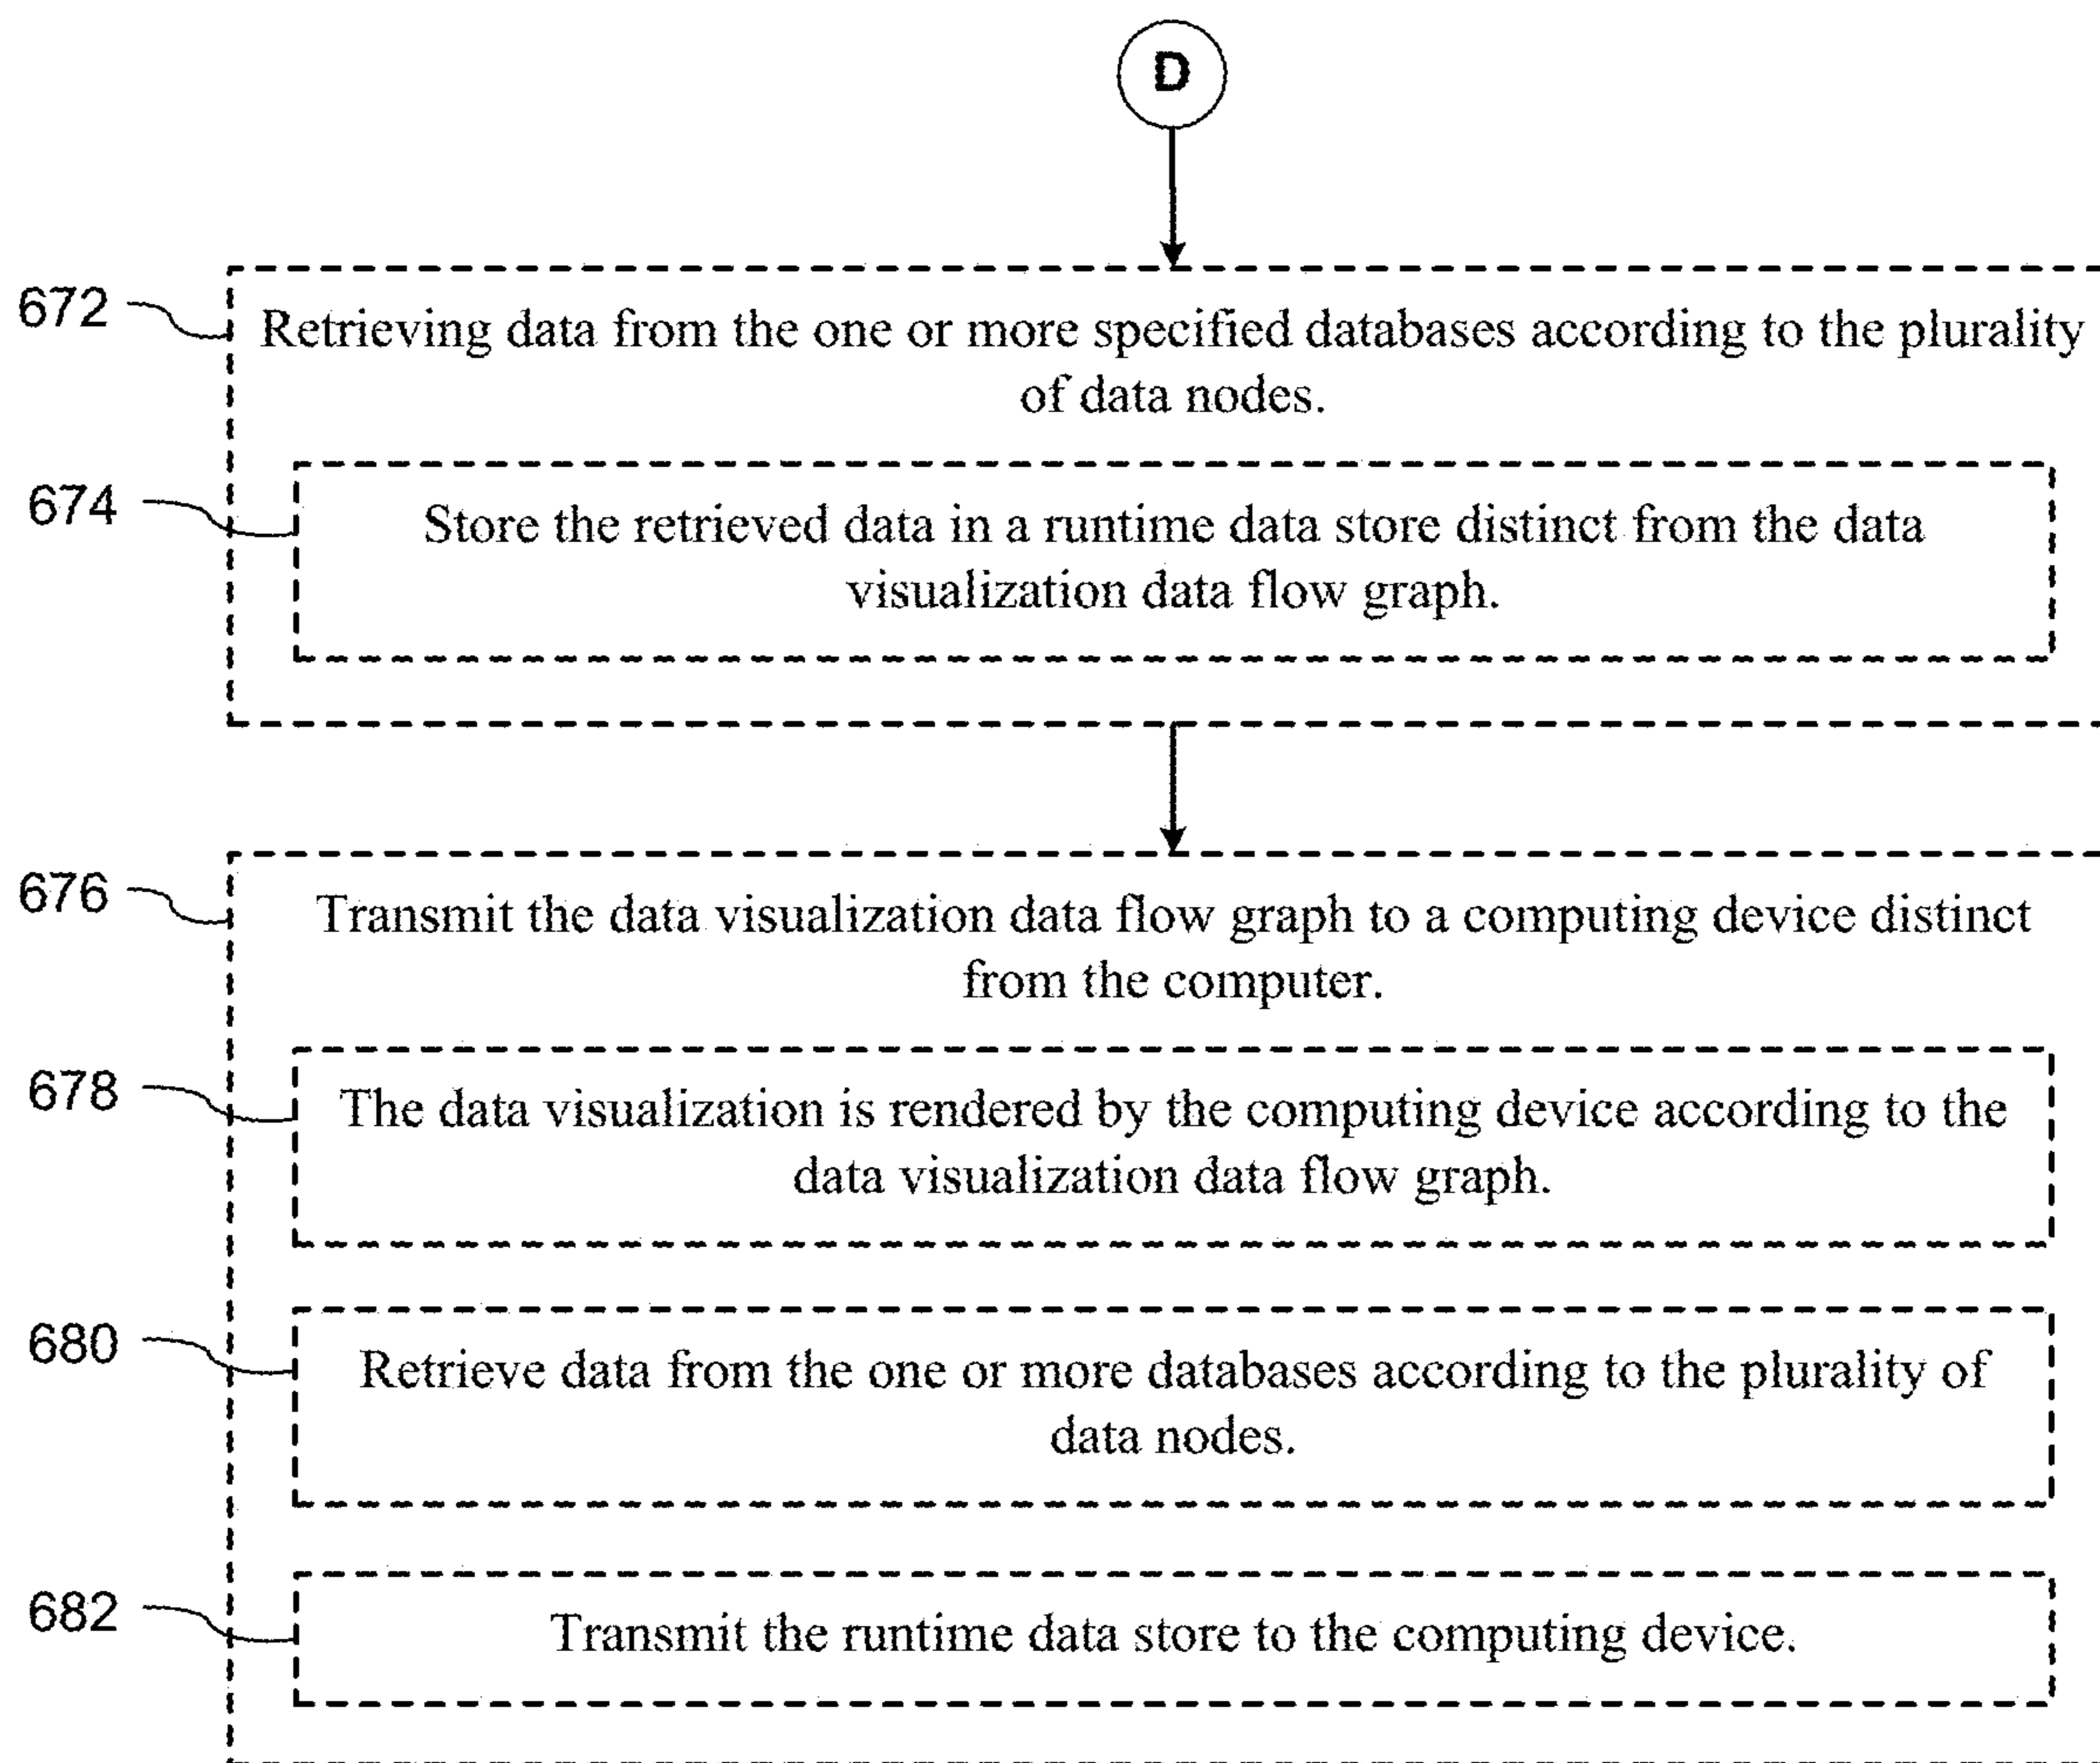 D
672
Retrieving data from the one or more specified databases according to the plurality
of data nodes.
674
Store the retrieved data in a runtime data store distinct from the data
visualization data flow graph.
676
Transmit the data visualization data flow graph to a computing device distinct
from the computer.
678
The data visualization is rendered by the computing device according to the
data visualization data flow graph.
680
Retrieve data from the one or more databases according to the plurality of
data nodes.
682
Transmit the runtime data store to the computing device.